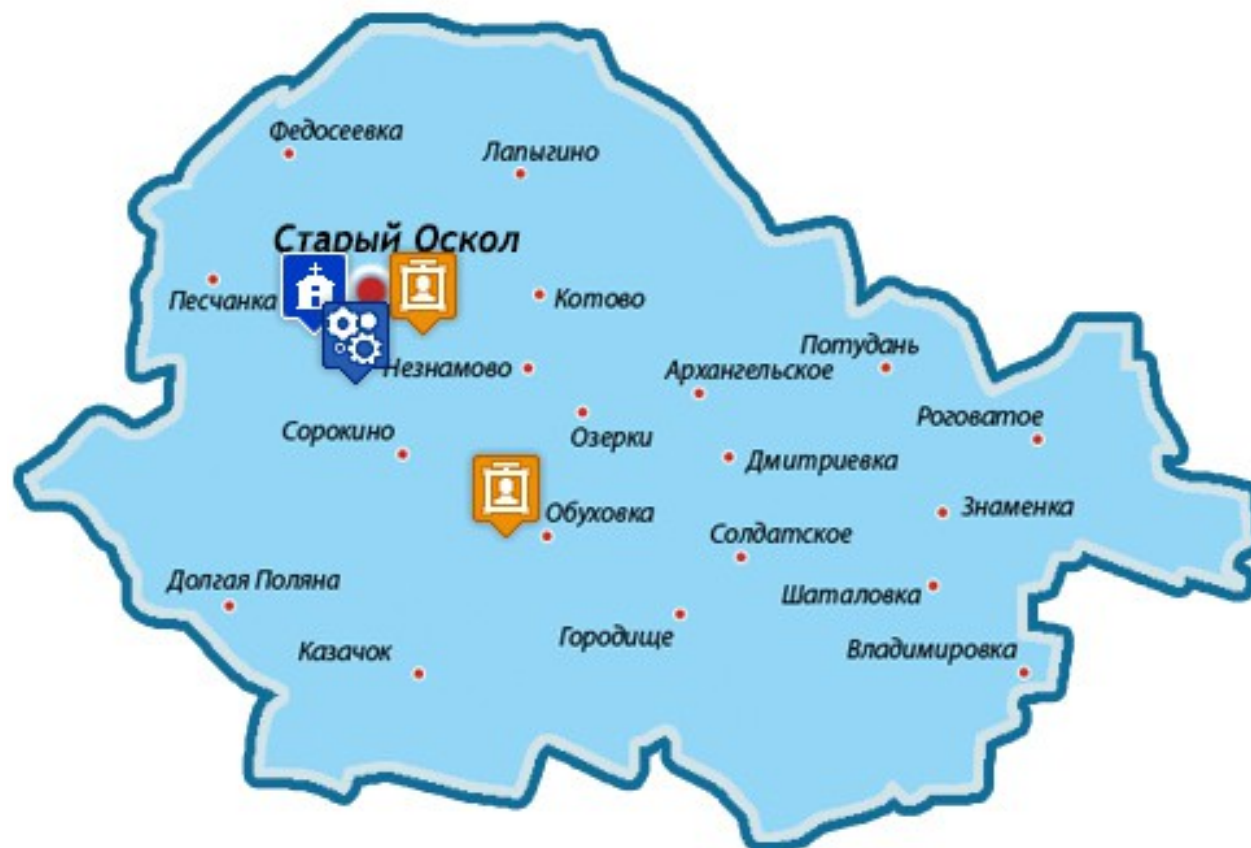 Федосеевка
Лапыгино
Старый Оскол
Песчанка
Котово
Незнамово
Потудань
Архангельское
Роговатое
Сорокино
Озерки
Дмитриевка
Обуховка
Знаменка
Солдатское
Долгая Поляна
Шаталовка
Городище
Казачок
Владимировка